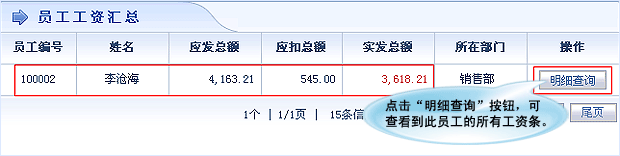 员工工资汇总
员工编号 姓名 应发总额 应扣总额 实发总额 所在部门 操作
100002 李沧海 4,163.21 545.00 3,618.21 销售部 明细查询
1个 | 1/1页 | 15条信 尾页
点击“明细查询”按钮，可
查看到此员工的所有工资条。